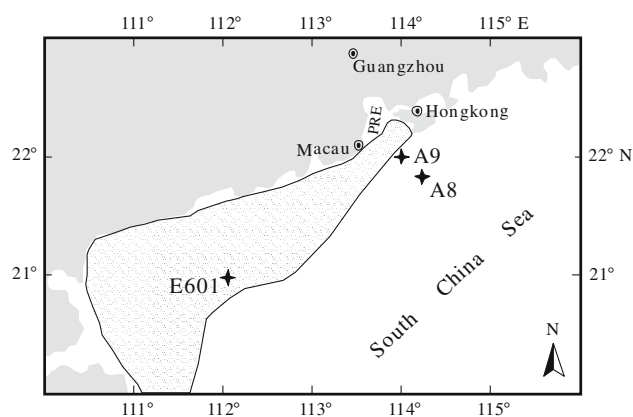 111° 112° 113° 114° 115° E
Guangzhou
PRE
Hongkong
Macau
22° 22° N
A9
A8
South China Sea
21° 21°
E601
N
111° 112° 113° 114° 115°